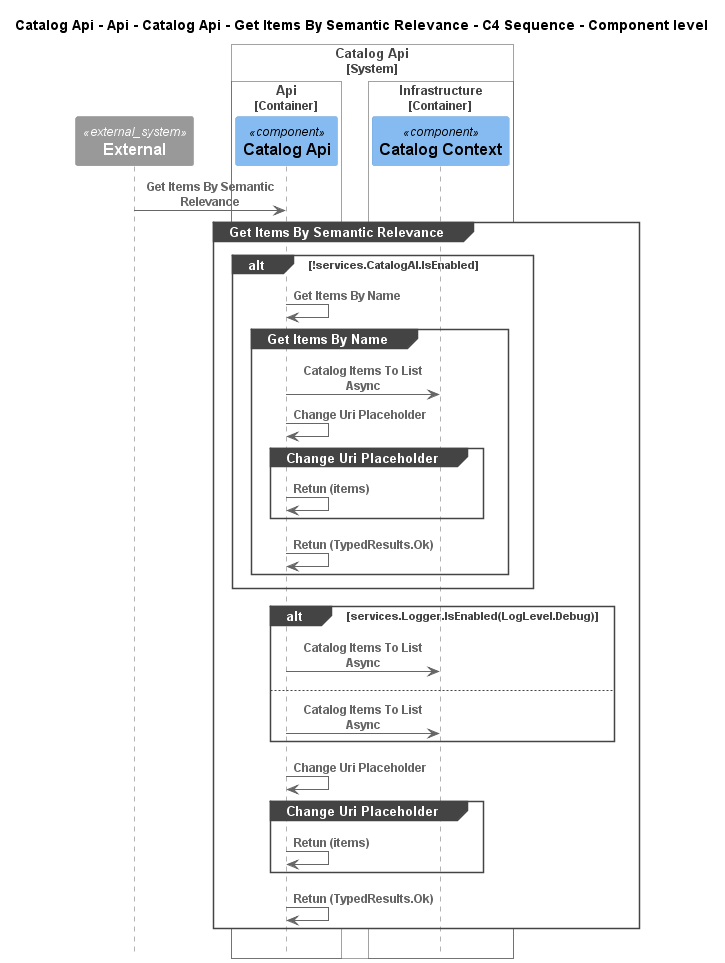 Catalog Api - Api - Catalog Api - Get Items By Semantic Relevance - C4 Sequence - Component level
Catalog Api
[System]
Api
[Container]
Infrastructure
[Container]
«external_system»
External
«component»
Catalog Api
«component»
Catalog Context
Get Items By Semantic
Relevance
Get Items By Semantic Relevance
alt [!services.CatalogAI.IsEnabled]
Get Items By Name
Get Items By Name
Catalog Items To List
Async
Change Uri Placeholder
Change Uri Placeholder
Retun (items)
Retun (TypedResults.Ok)
alt [services.Logger.IsEnabled(LogLevel.Debug)]
Catalog Items To List
Async
Catalog Items To List
Async
Change Uri Placeholder
Change Uri Placeholder
Retun (items)
Retun (TypedResults.Ok)